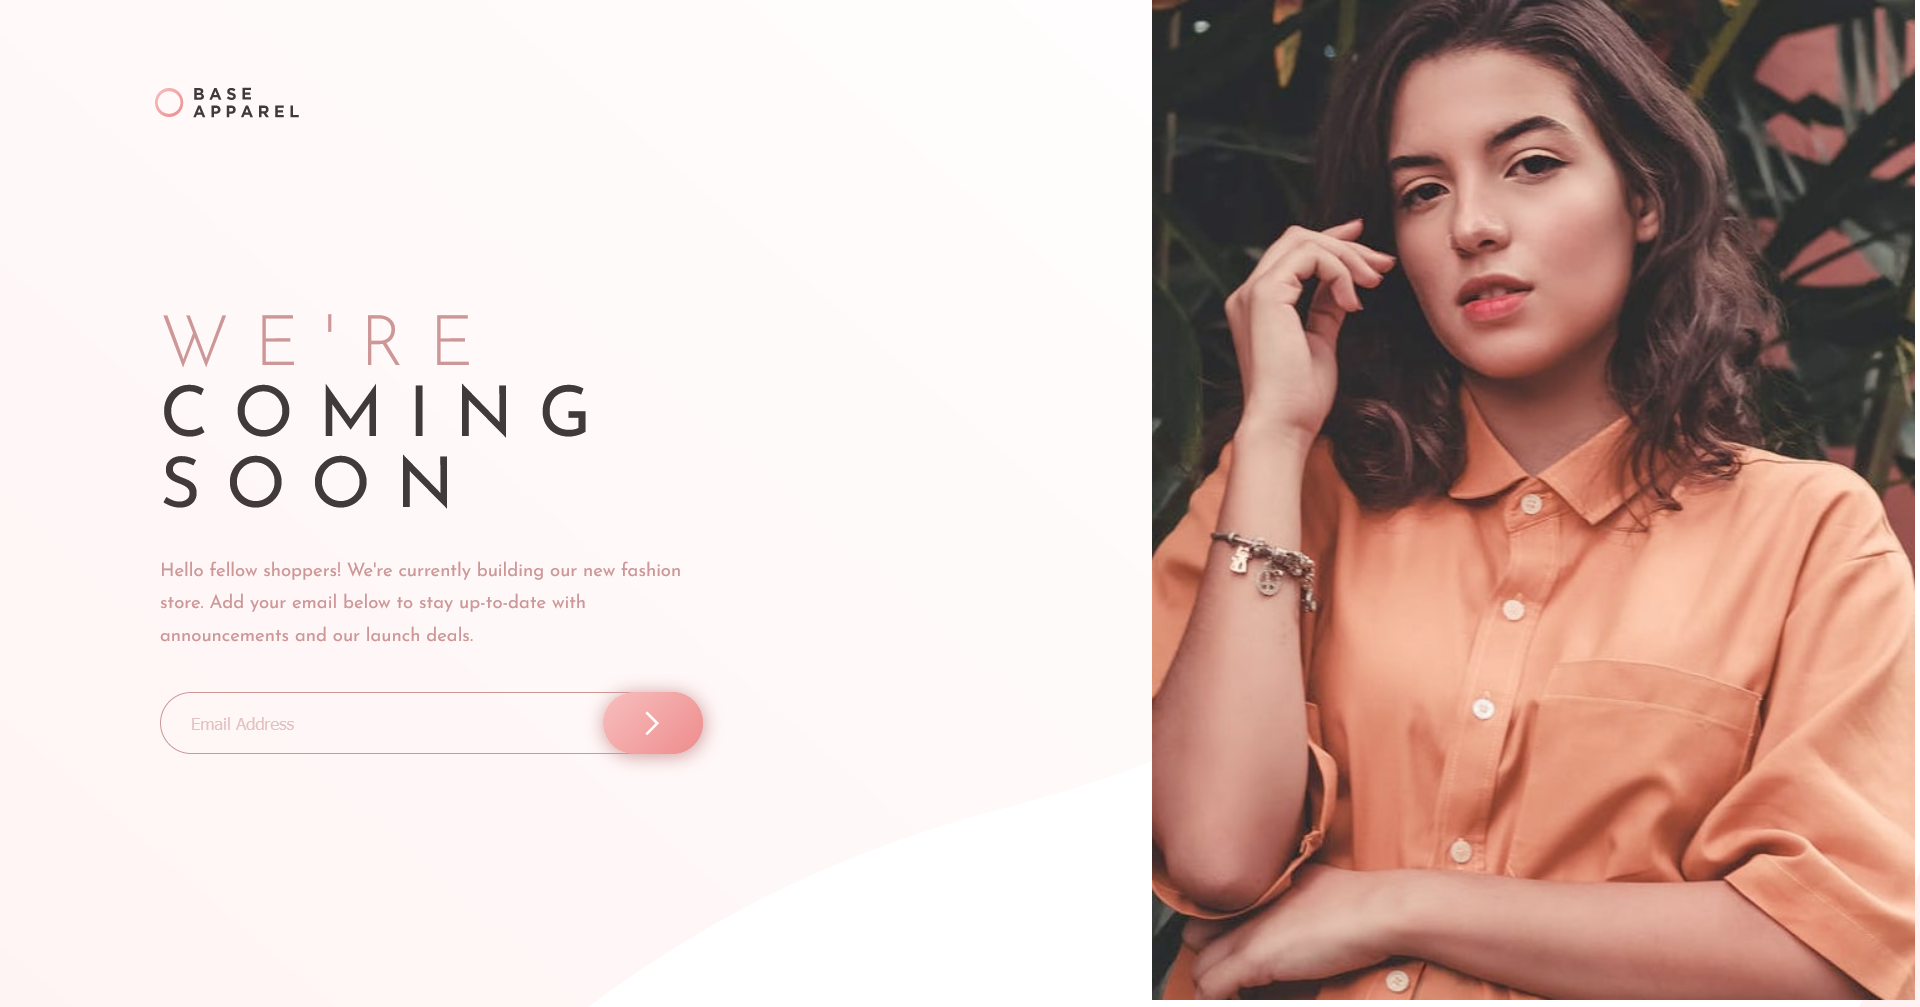 BASE
APPAREL
WE'RE
COMING
SOON
Hello fellow shoppers! We're currently building our new fashion
store. Add your email below to stay up-to-date with
announcements and our launch deals.
Email Address